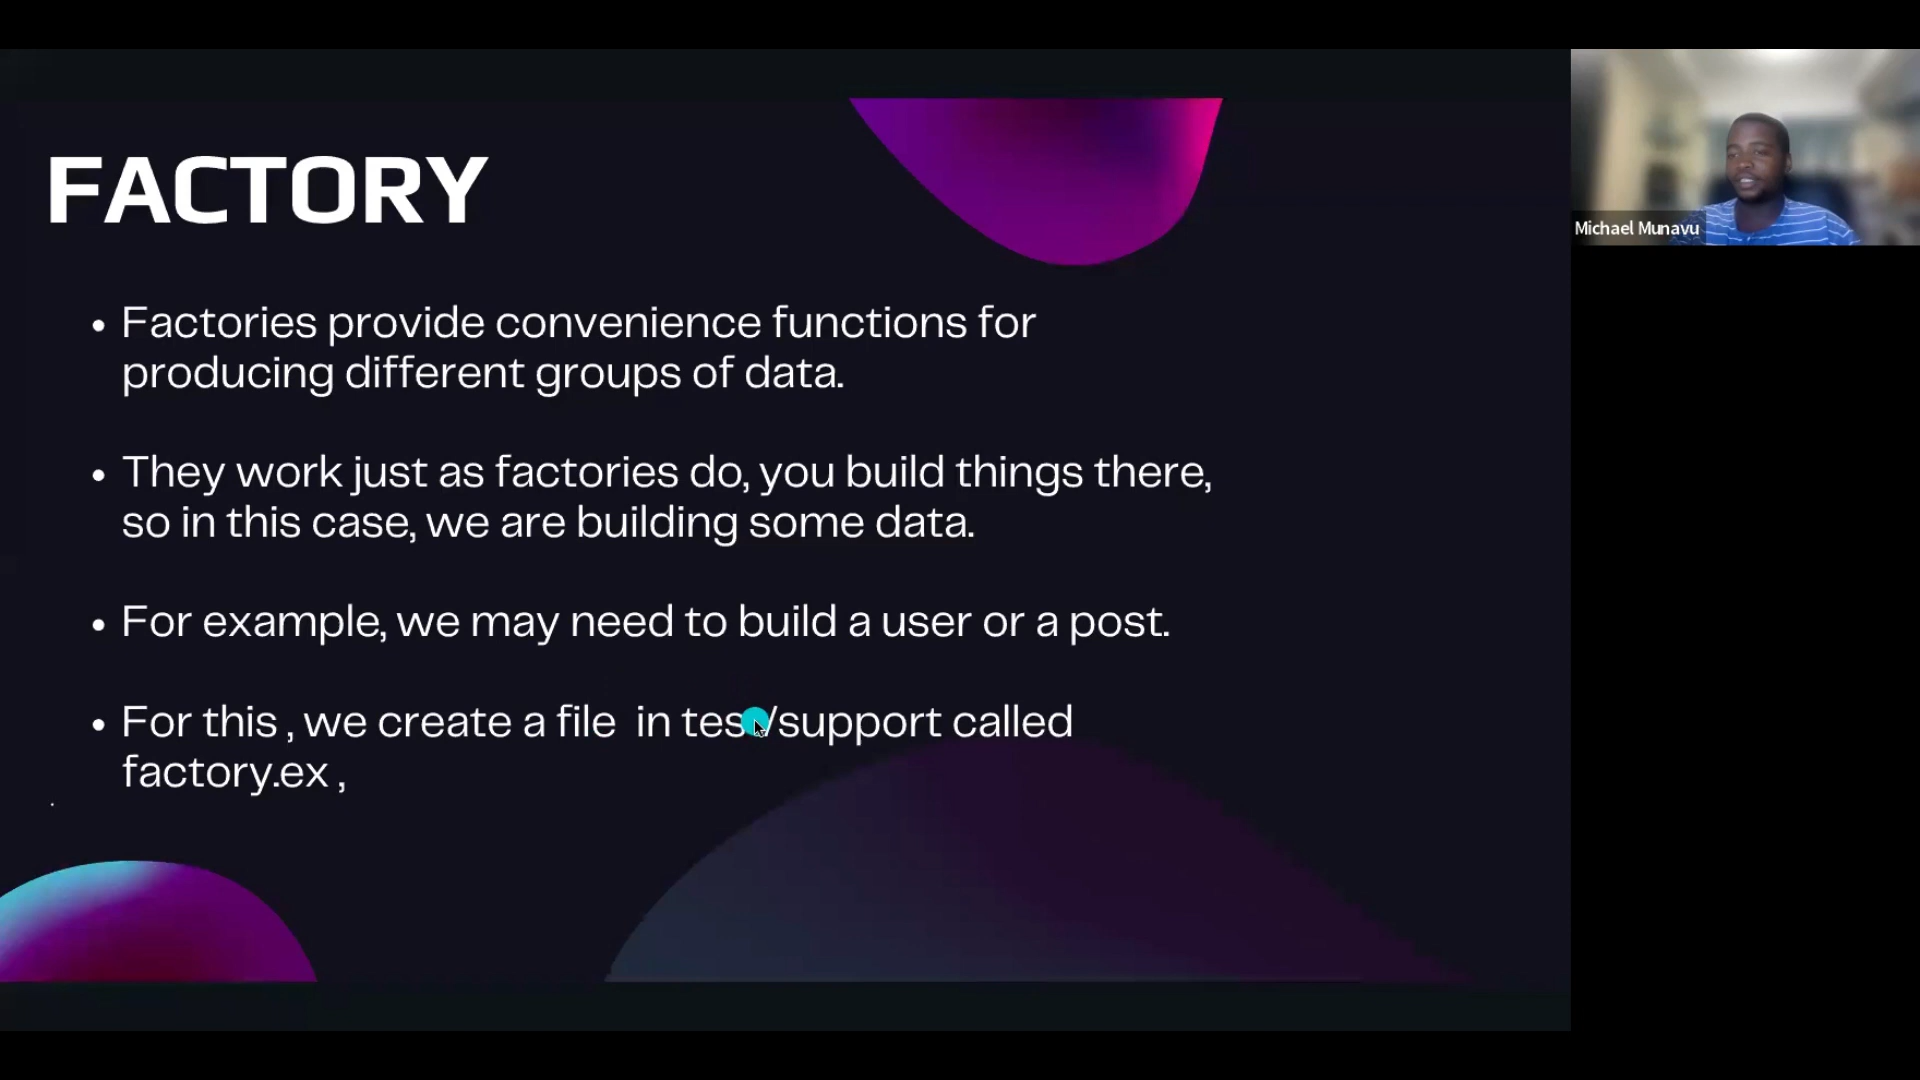 FACTORY
• Factories provide convenience functions for
producing different groups of data.
• They work just as factories do, you build things there,
so in this case, we are building some data.
• For example, we may need to build a user or a post.
• For this , we create a file in test/support called
factory.ex ,
.
Michael Munavu